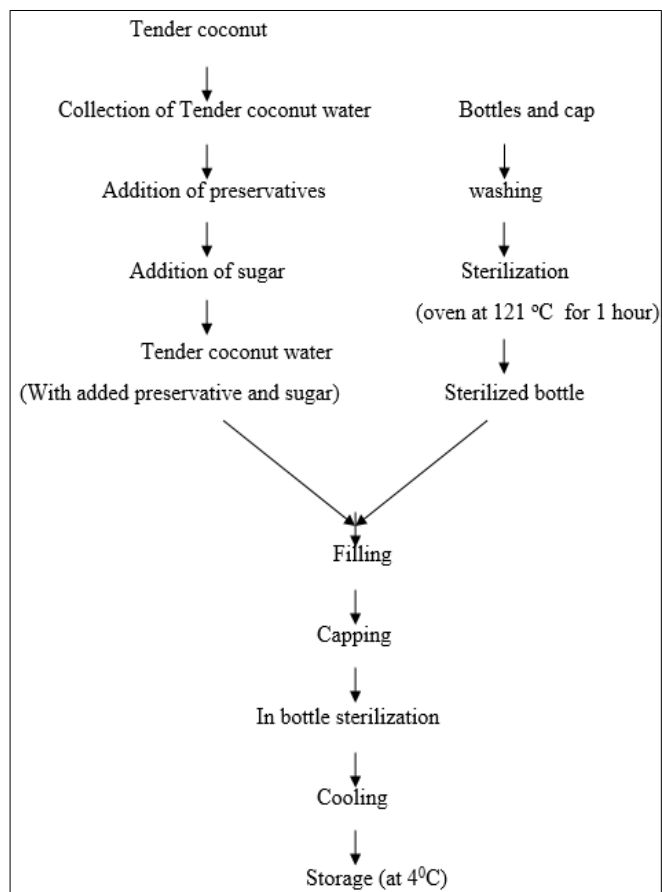 Tender coconut
Collection of Tender coconut water
Addition of preservatives
Addition of sugar
Tender coconut water
(With added preservative and sugar)
Bottles and cap
washing
Sterilization
(oven at 121 ºC for 1 hour)
Sterilized bottle
Filling
Capping
In bottle sterilization
Cooling
Storage (at 4⁰C)